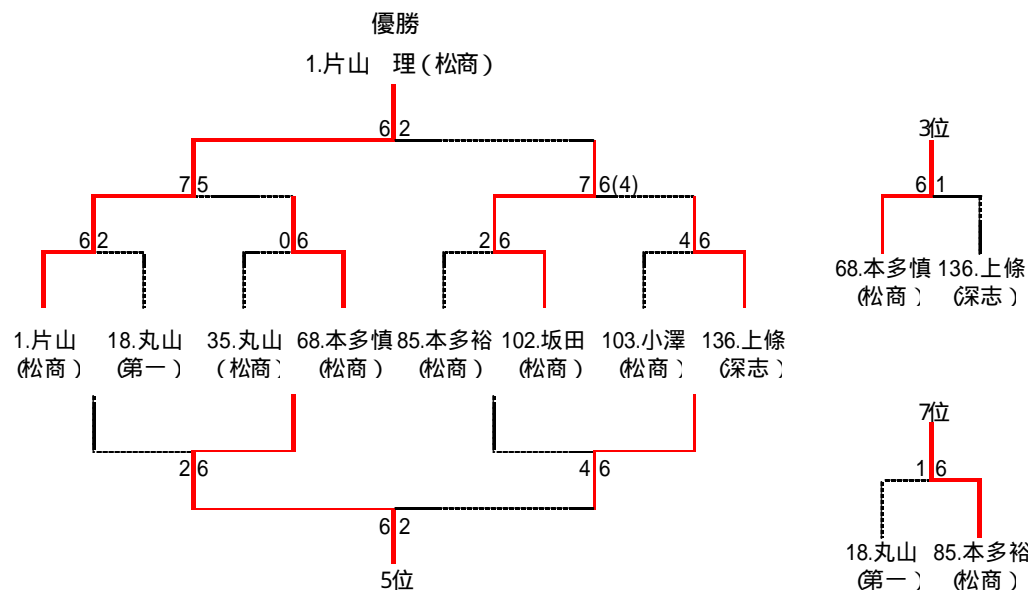 優勝
1.片山 理(松商)
6 2
3位
7 5
7 6(4)
6 1
6 2
0 6
2 6
4 6
68.本多慎 136.上條
(松商) (深志)
1.片山 18.丸山 35.丸山 68.本多慎 85.本多裕 102.坂田 103.小澤 136.上條
(松商) (第一) (松商) (松商) (松商) (松商) (松商) (深志)
7位
2 6
4 6
1 6
6 2
18.丸山 85.本多裕
(第一) (松商)
5位